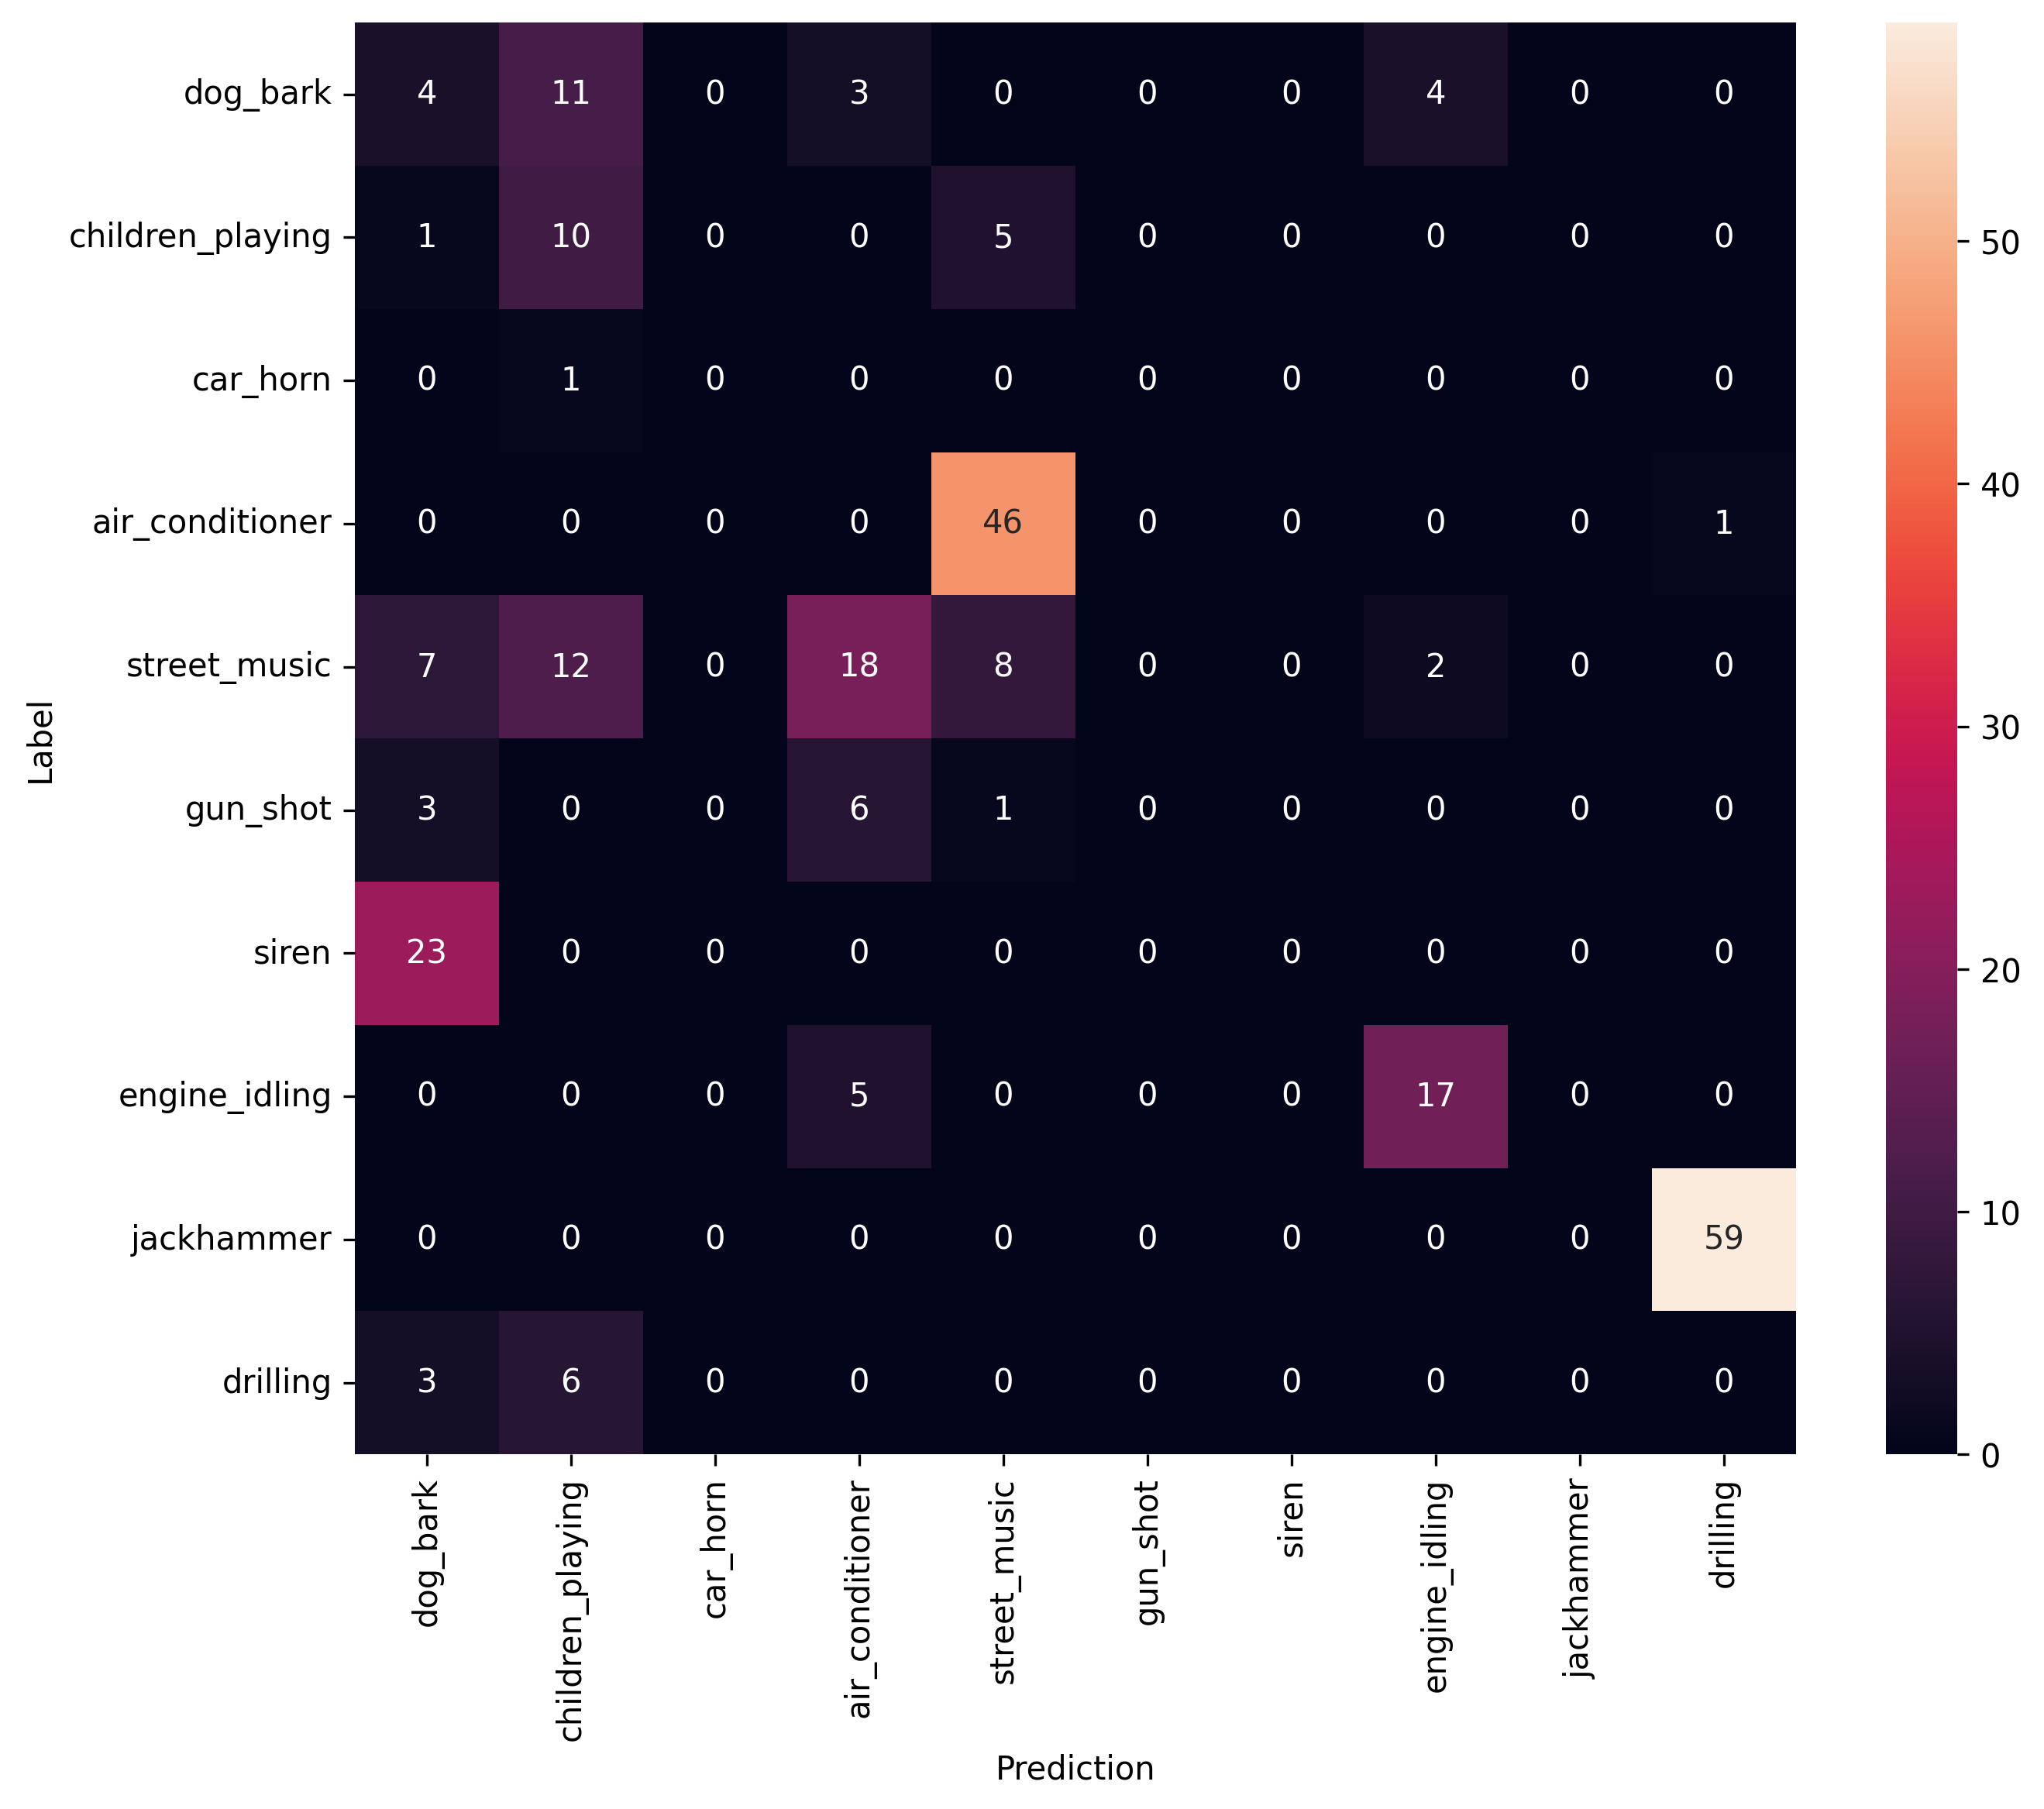 dog_bark 4 11 0 3 0 0 0 4 0 0
children_playing 1 10 0 0 5 0 0 0 0 0
car_horn 0 1 0 0 0 0 0 0 0 0
air_conditioner 0 0 0 0 46 0 0 0 0 1
street_music 7 12 0 18 8 0 0 2 0 0
gun_shot 3 0 0 6 1 0 0 0 0 0
siren 23 0 0 0 0 0 0 0 0 0
engine_idling 0 0 0 5 0 0 0 17 0 0
jackhammer 0 0 0 0 0 0 0 0 0 59
drilling 3 6 0 0 0 0 0 0 0 0
Label
dog_bark
children_playing
car_horn
air_conditioner
street_music
gun_shot
siren
engine_idling
jackhammer
drilling
Prediction
50
40
30
20
10
0